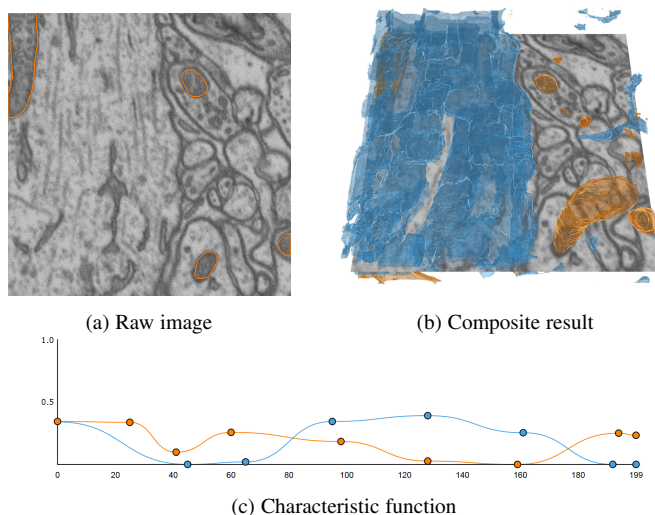 (a) Raw image
(b) Composite result
1.0
0.5
0 20 40 60 80 100 120 140 160 180 199
(c) Characteristic function